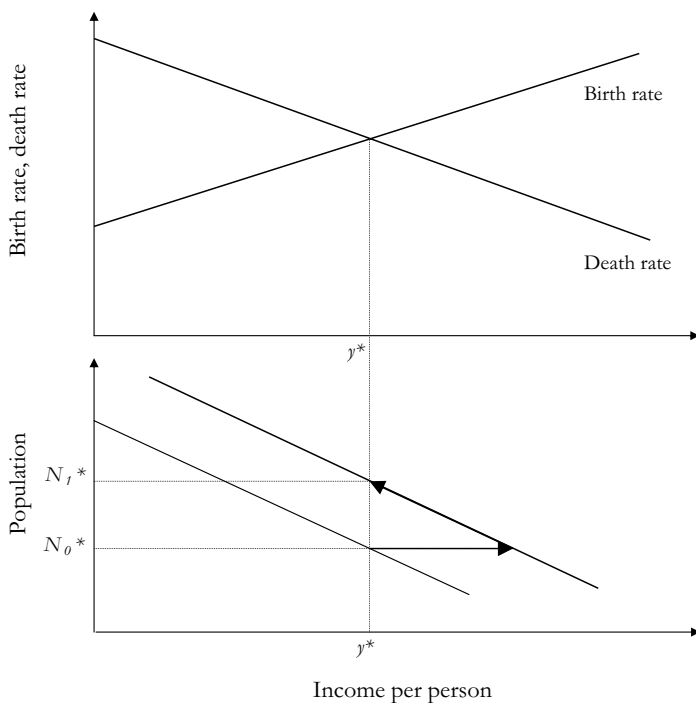 Birth rate, death rate
Birth rate
Death rate
y*
Population
N₁*
N₀*
y*
Income per person